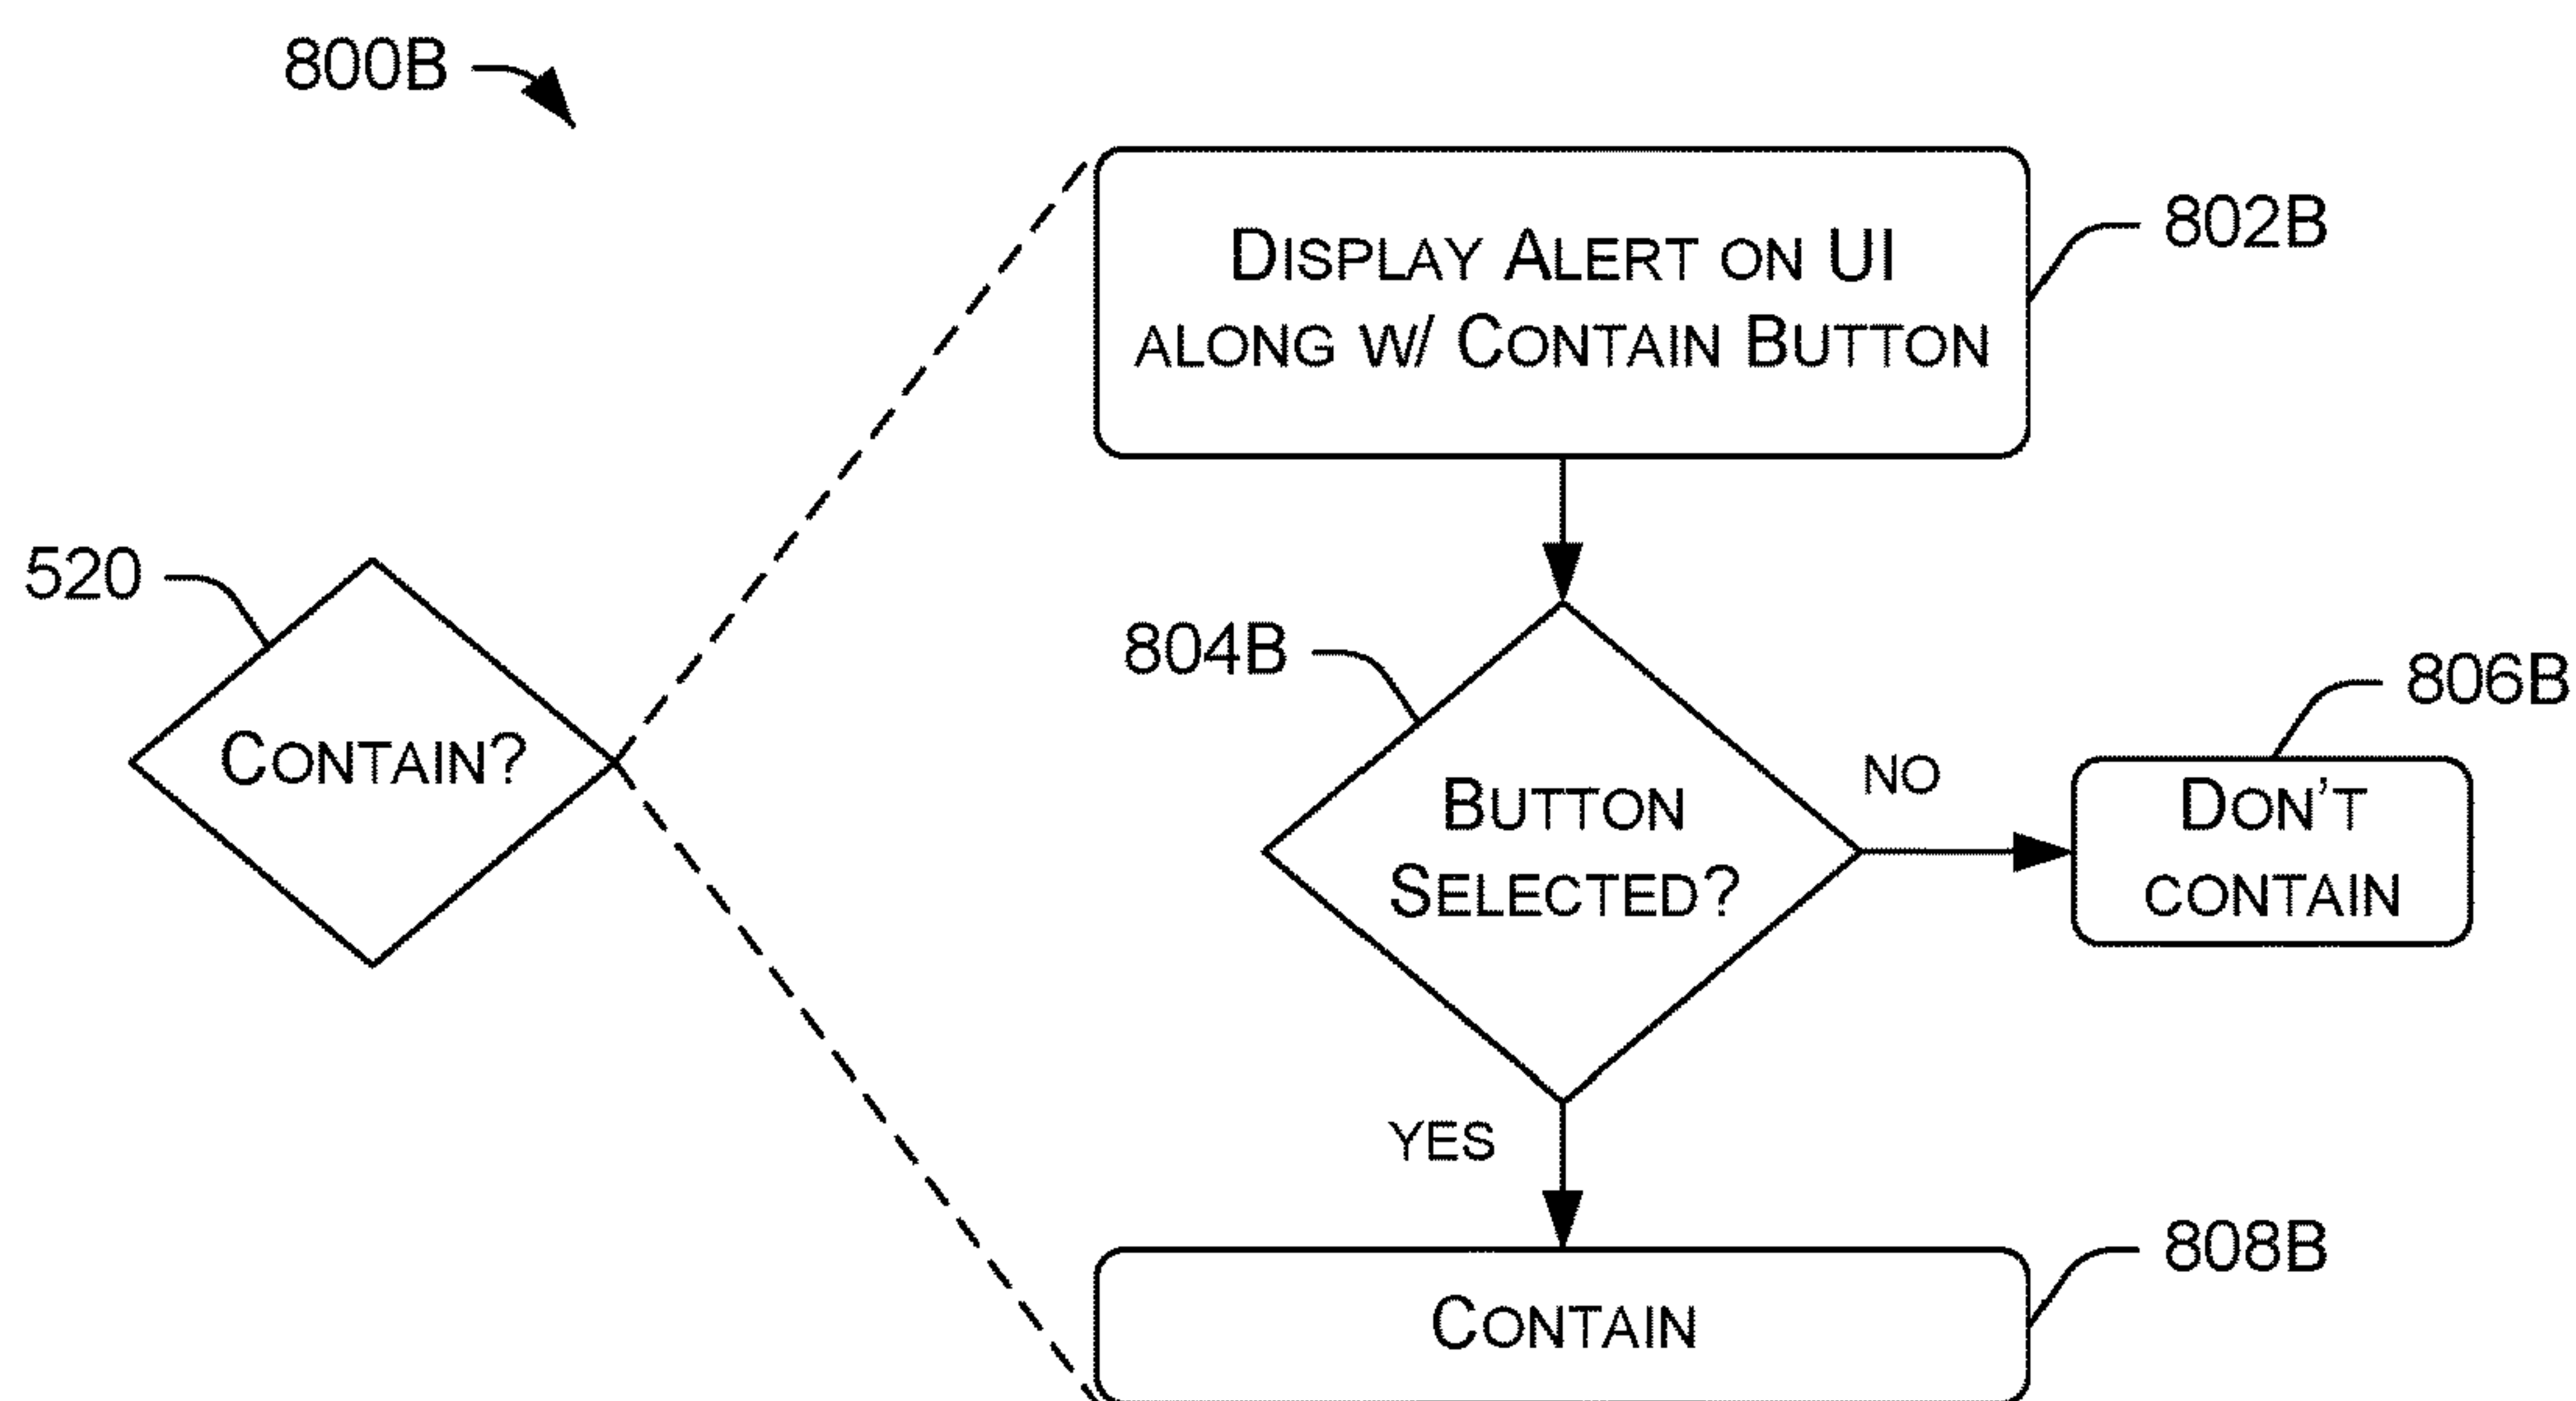 800B
DISPLAY ALERT ON UI
ALONG W/ CONTAIN BUTTON
802B
520
CONTAIN?
804B
BUTTON
SELECTED?
NO
806B
DON'T
CONTAIN
YES
808B
CONTAIN